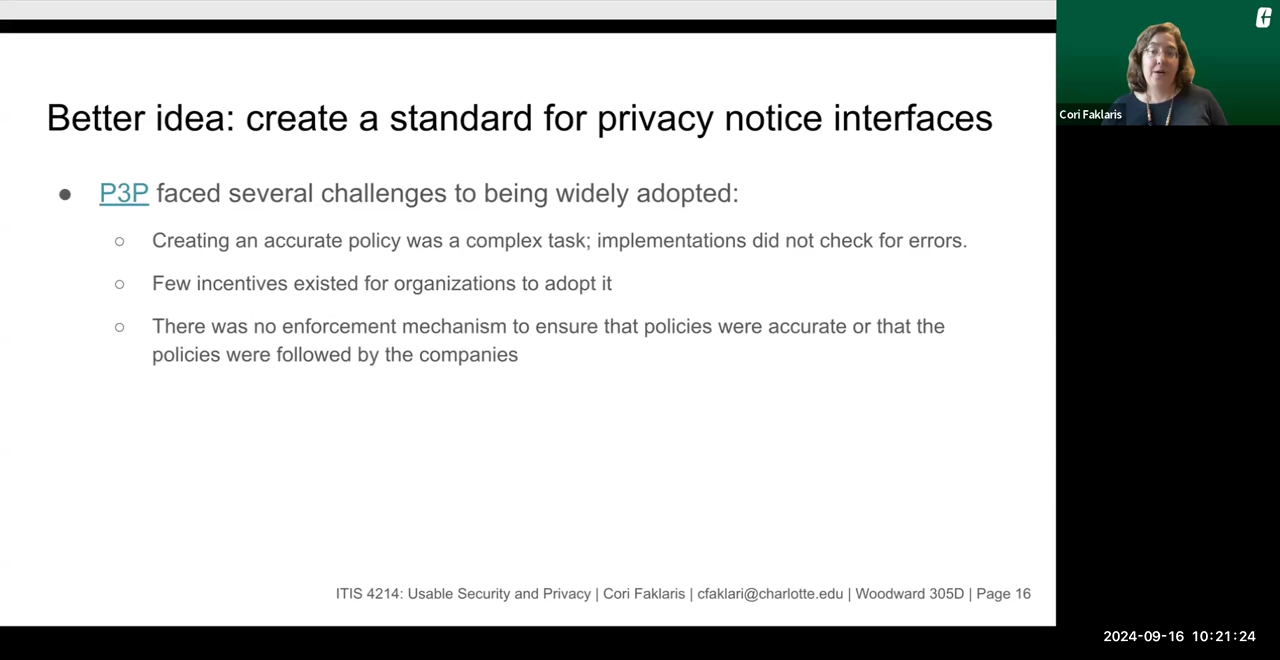 Better idea: create a standard for privacy notice interfaces
● P3P faced several challenges to being widely adopted:
○ Creating an accurate policy was a complex task; implementations did not check for errors.
○ Few incentives existed for organizations to adopt it
○ There was no enforcement mechanism to ensure that policies were accurate or that the
policies were followed by the companies
ITIS 4214: Usable Security and Privacy | Cori Faklaris | cfaklari@charlotte.edu | Woodward 305D | Page 16
Cori Faklaris
2024-09-16 10:21:24